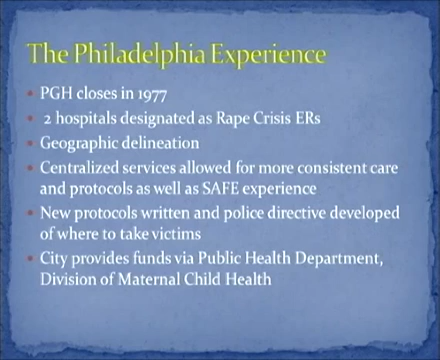 The Philadelphia Experience
PGH closes in 1977
2 hospitals designated as Rape Crisis ERs
Geographic delineation
Centralized services allowed for more consistent care
and protocols as well as SAFE experience
New protocols written and police directive developed
of where to take victims
City provides funds via Public Health Department,
Division of Maternal Child Health